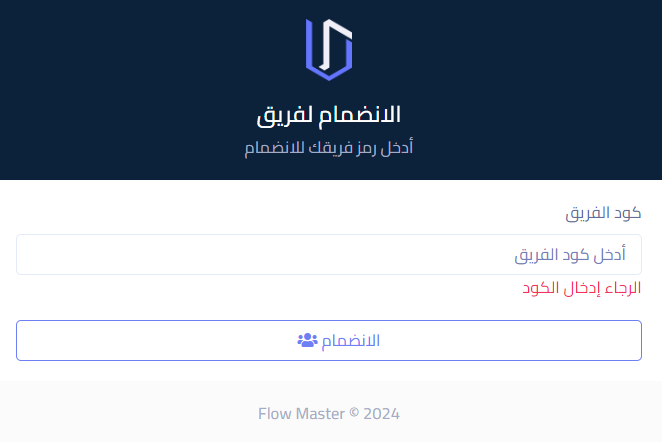 الانضمام لفريق
أدخل رمز فريقك للانضمام
كود الفريق
أدخل كود الفريق
الرجاء إدخال الكود
الانضمام
Flow Master © 2024